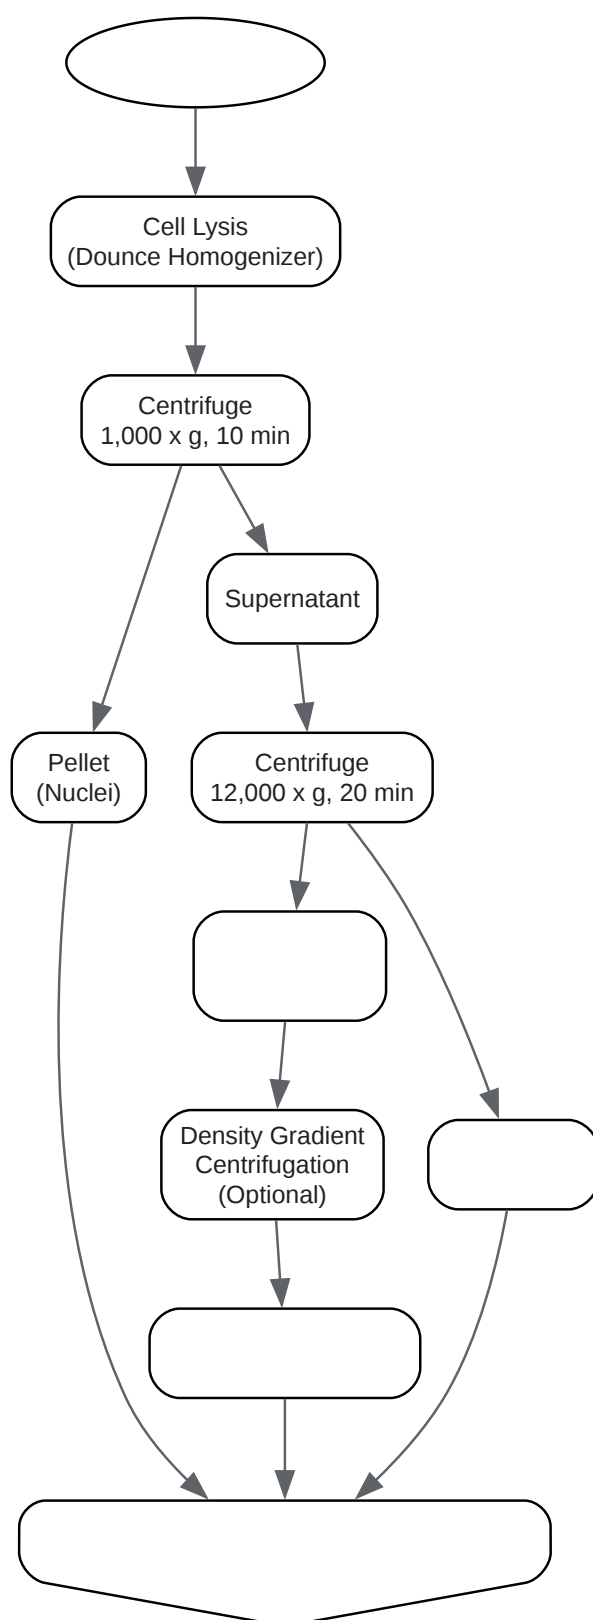 Cell Lysis
(Dounce Homogenizer)
Centrifuge
1,000 x g, 10 min
Supernatant
Pellet
(Nuclei)
Centrifuge
12,000 x g, 20 min
Density Gradient
Centrifugation
(Optional)